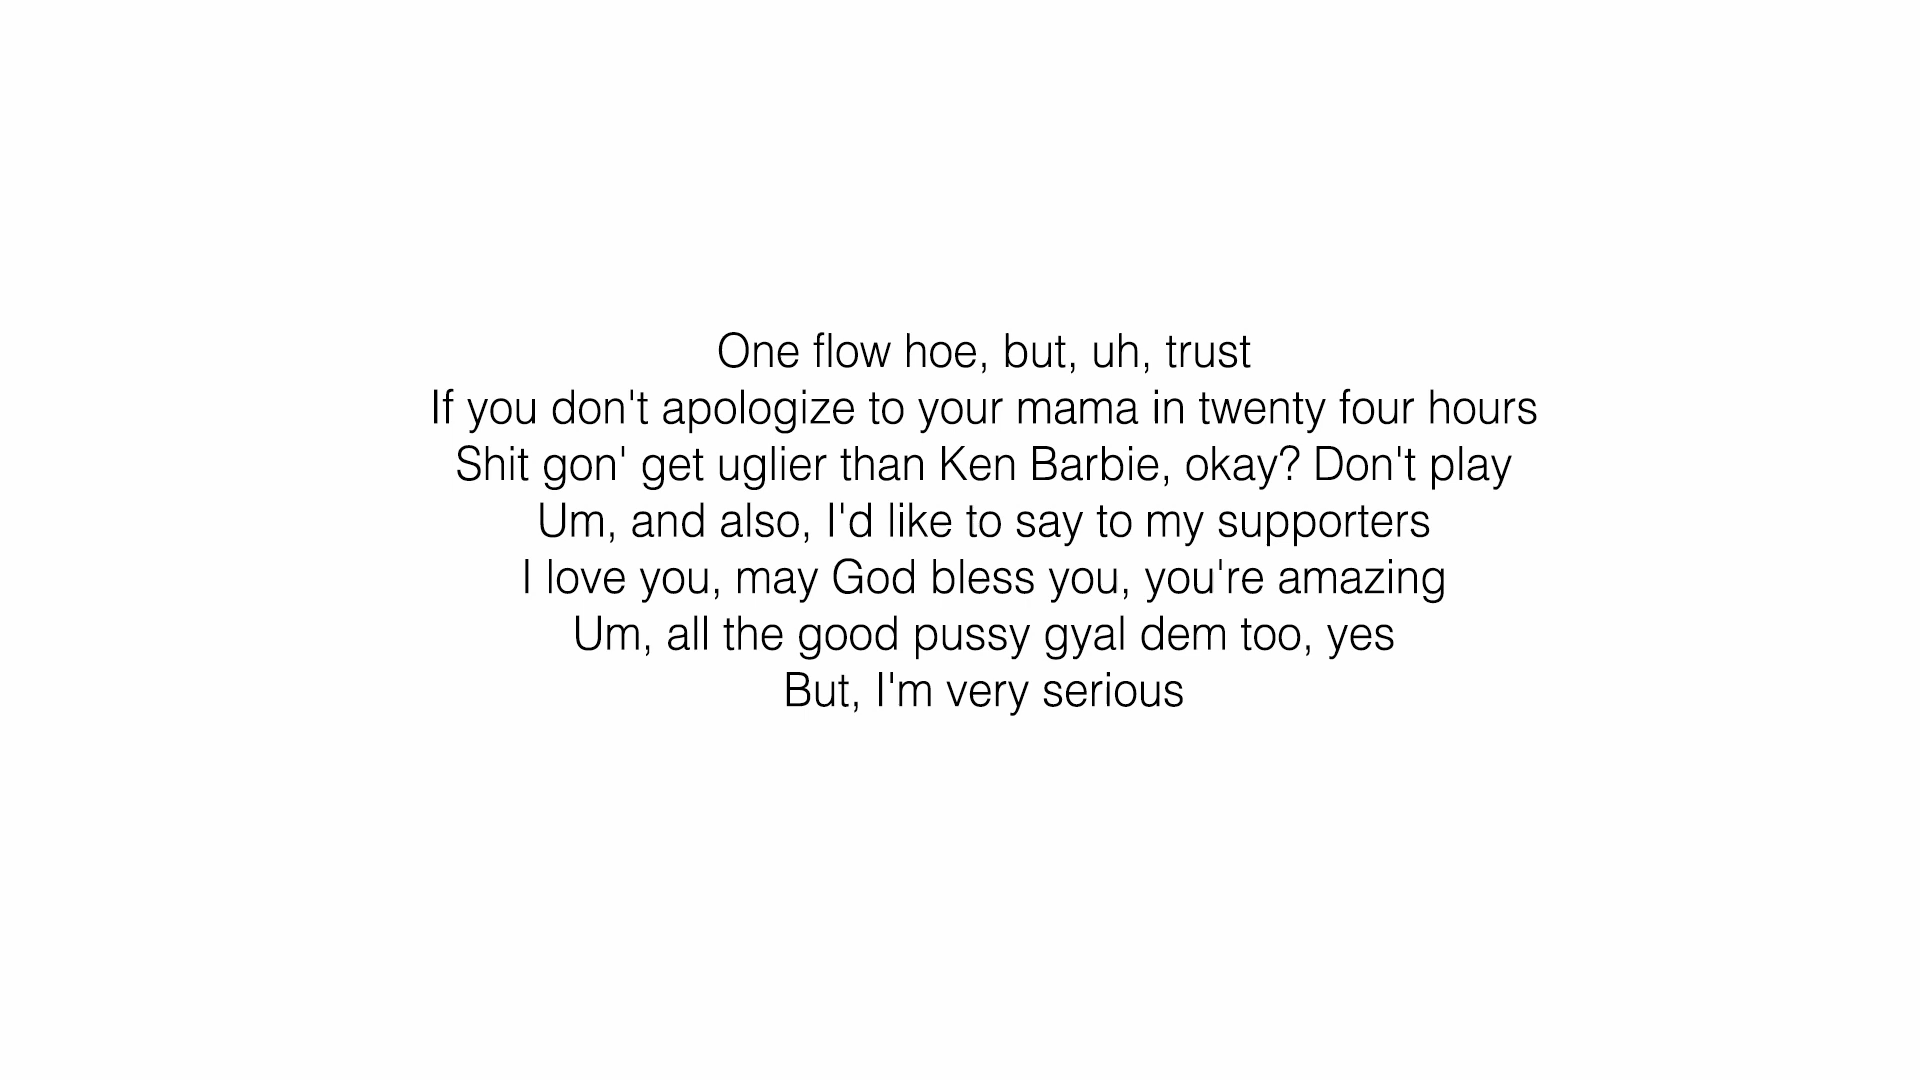 One flow hoe, but, uh, trust
If you don't apologize to your mama in twenty four hours
Shit gon' get uglier than Ken Barbie, okay? Don't play
Um, and also, I'd like to say to my supporters
I love you, may God bless you, you're amazing
Um, all the good pussy gyal dem too, yes
But, I'm very serious